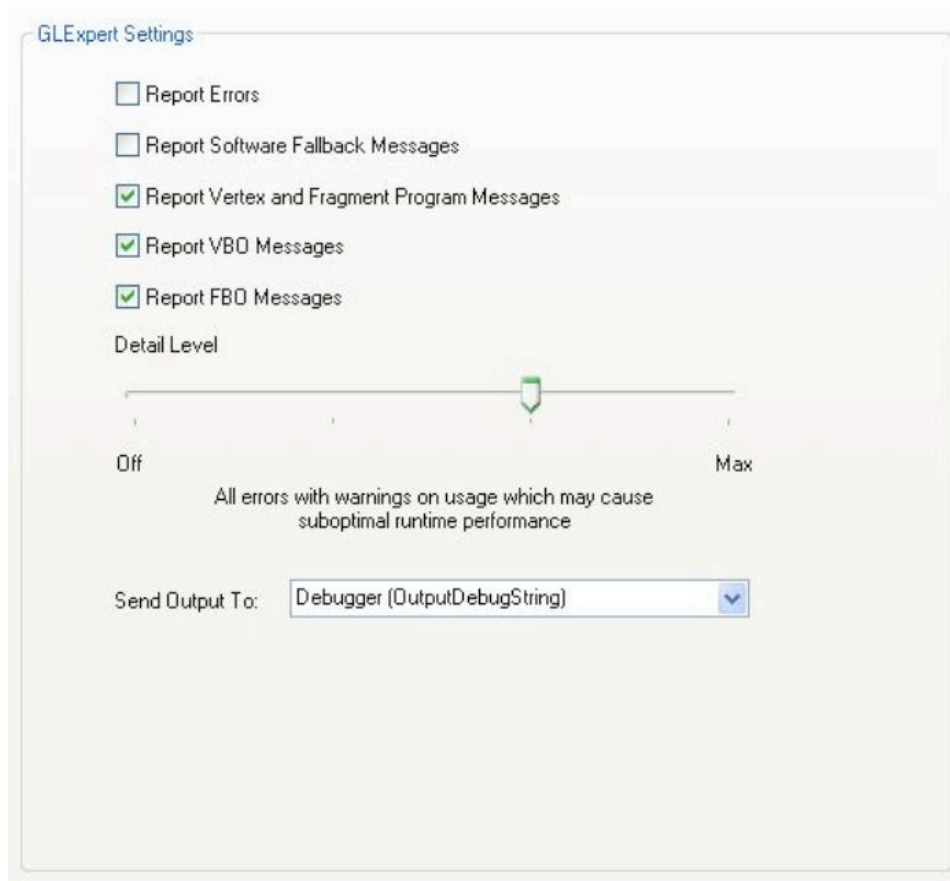 GLExpert Settings
Report Errors
Report Software Fallback Messages
Report Vertex and Fragment Program Messages
Report VBO Messages
Report FBO Messages
Detail Level
Off
Max
All errors with warnings on usage which may cause
suboptimal runtime performance
Send Output To:
Debugger (OutputDebugString)